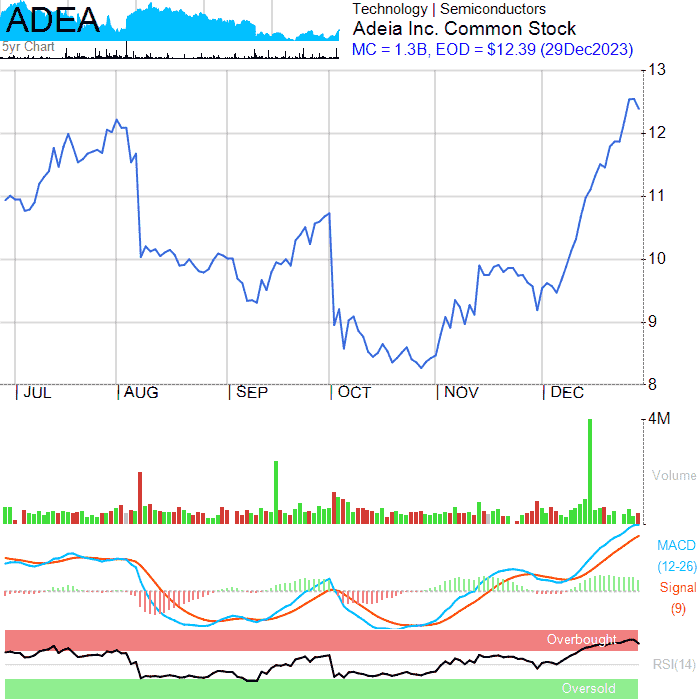 ADEA
5yr Chart
Technology | Semiconductors
Adeia Inc. Common Stock
MC = 1.3B, EOD = $12.39 (29Dec2023)
13
12
11
10
9
8
JUL AUG SEP OCT NOV DEC
4M
Volume
MACD
(12-26)
Signal
(9)
Overbought
RSI(14)
Oversold